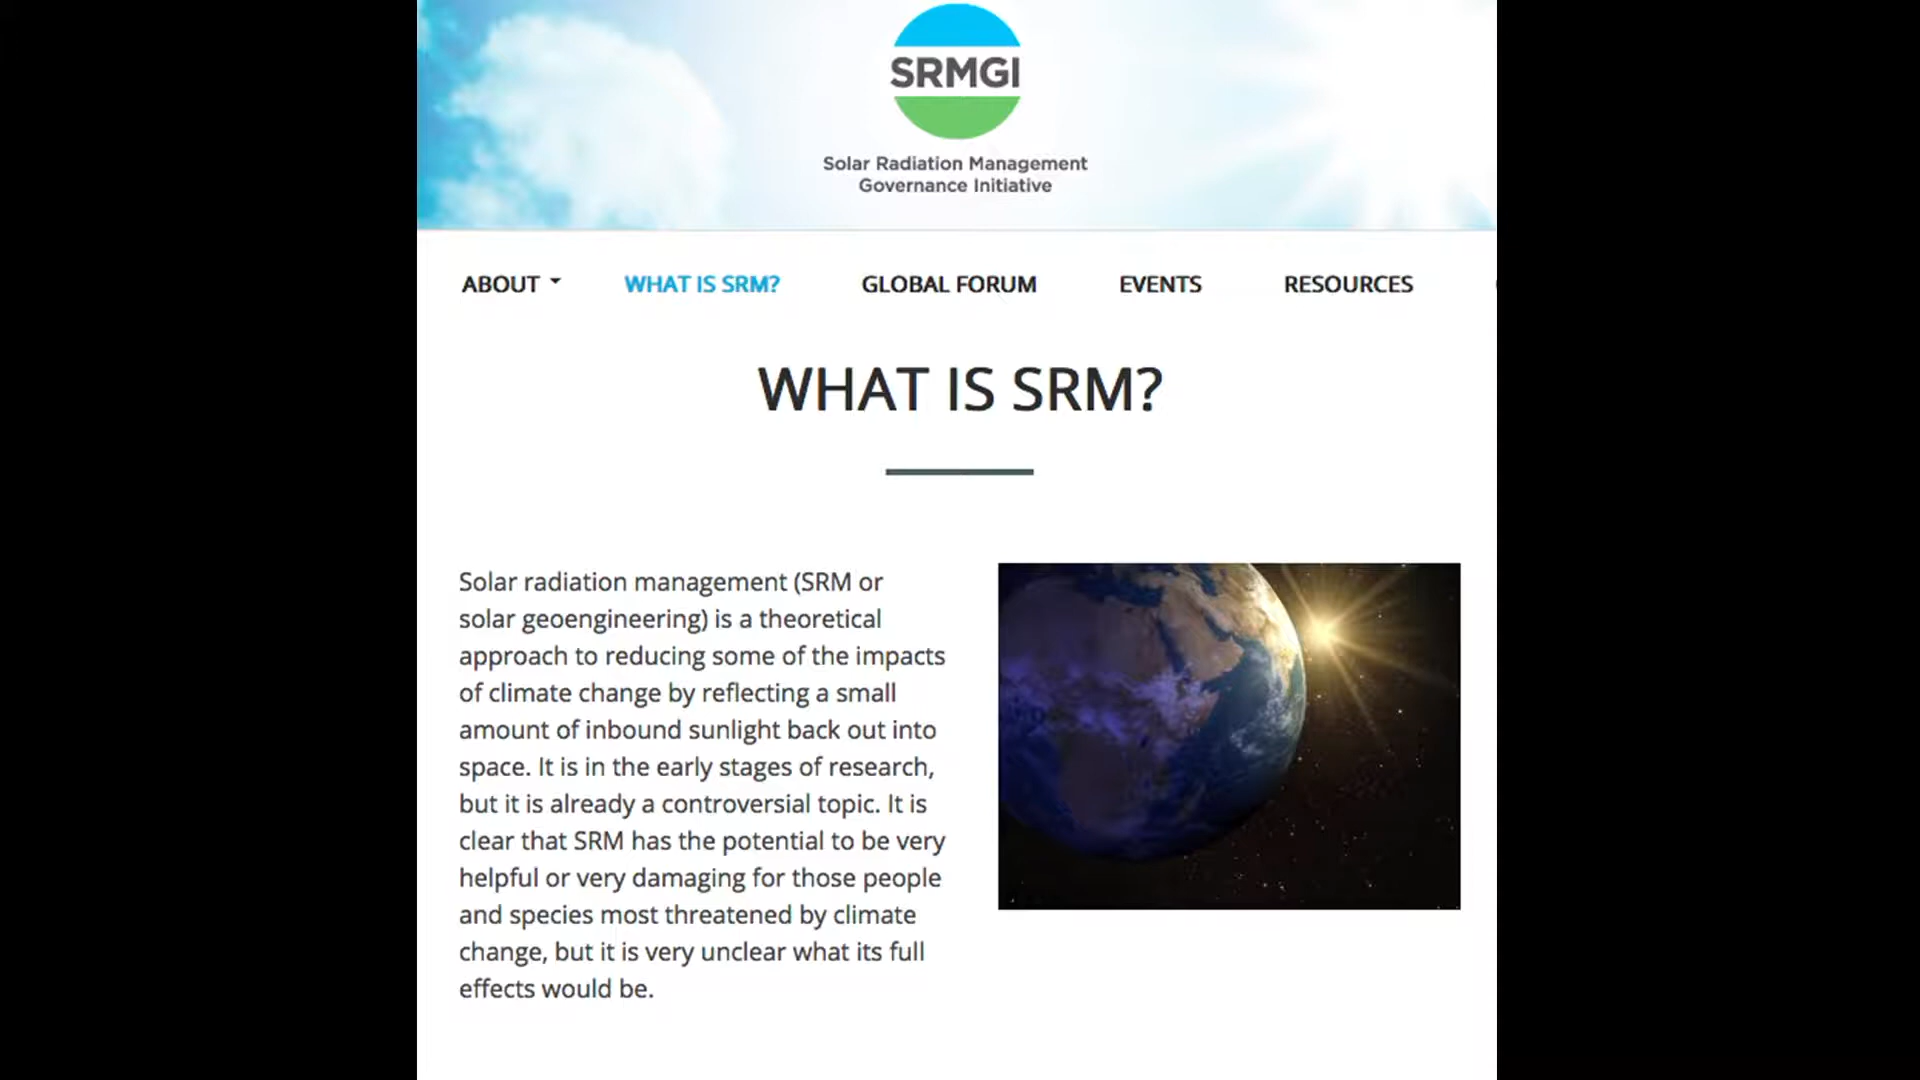 SRMGI
Solar Radiation Management
Governance Initiative
ABOUT
WHAT IS SRM?
GLOBAL FORUM
EVENTS
RESOURCES
WHAT IS SRM?
Solar radiation management (SRM or
solar geoengineering) is a theoretical
approach to reducing some of the impacts
of climate change by reflecting a small
amount of inbound sunlight back out into
space. It is in the early stages of research,
but it is already a controversial topic. It is
clear that SRM has the potential to be very
helpful or very damaging for those people
and species most threatened by climate
change, but it is very unclear what its full
effects would be.